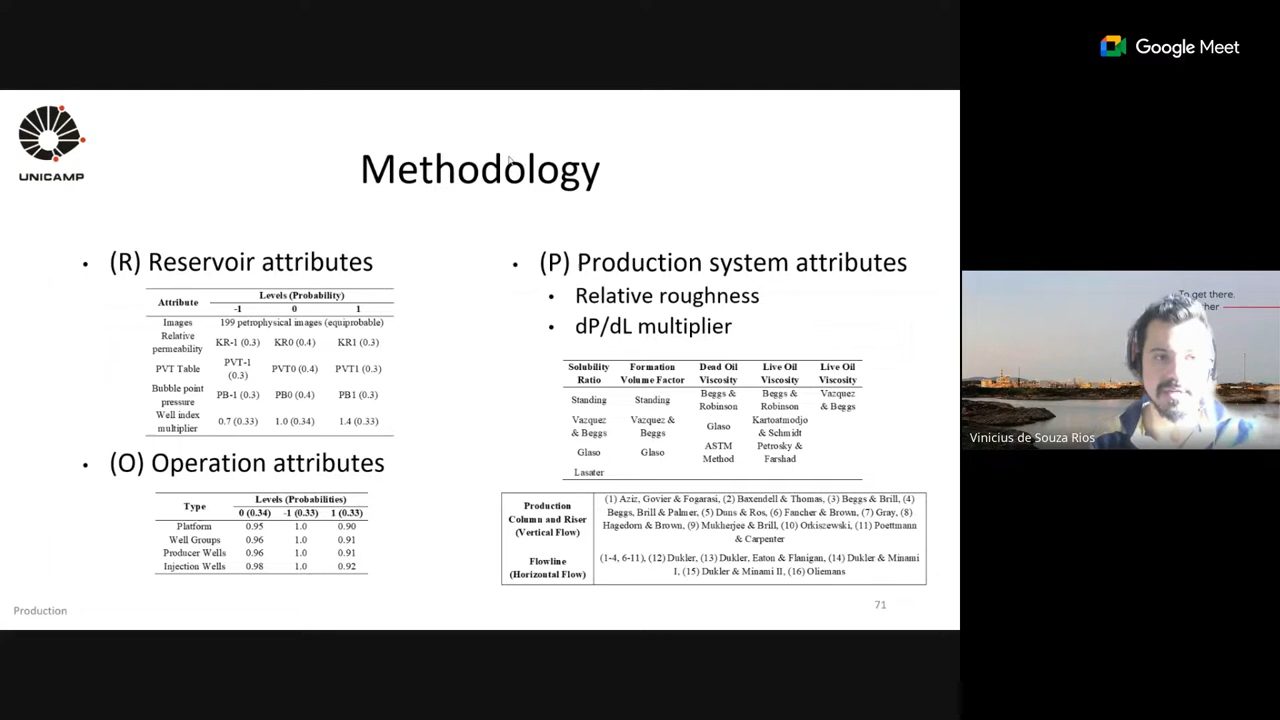 Google Meet
UNICAMP
Methodology
• (R) Reservoir attributes
Attribute Levels (Probability)
-1 0 1
Images 199 petrophysical images (equiprobable)
Relative permeability KR-1 (0.3) KR0 (0.4) KR1 (0.3)
PVT Table PVT-1 (0.3) PVT0 (0.4) PVT1 (0.3)
Bubble point pressure PB-1 (0.3) PB0 (0.4) PB1 (0.3)
Well index multiplier 0.7 (0.33) 1.0 (0.34) 1.4 (0.33)
• (O) Operation attributes
Type Levels (Probabilities)
0 (0.34) -1 (0.33) 1 (0.33)
Platform 0.95 1.0 0.90
Well Groups 0.96 1.0 0.91
Producer Wells 0.96 1.0 0.91
Injection Wells 0.98 1.0 0.92
• (P) Production system attributes
• Relative roughness
• dP/dL multiplier
Solubility Formation Dead Oil Live Oil Live Oil
Ratio Volume Factor Viscosity Viscosity Viscosity
Standing Standing Beggs & Robinson Beggs & Robinson Vazquez & Beggs
Vazquez & Beggs Vazquez & Beggs Glaso Kartoatmodjo & Schmidt
Glaso Glaso ASTM Method Petrosky & Farshad
Lasater
Production Column and Riser (Vertical Flow)
(1) Aziz, Govier & Fogarasi, (2) Baxendell & Thomas, (3) Beggs & Brill, (4)
Beggs, Brill & Palmer, (5) Duns & Ros, (6) Fancher & Brown, (7) Gray, (8)
Hagedorn & Brown, (9) Mukherjee & Brill, (10) Orkiszewski, (11) Poettmann
& Carpenter
Flowline (Horizontal Flow)
(1-4, 6-11), (12) Dukler, (13) Dukler, Eaton & Flanigan, (14) Dukler & Minami
I, (15) Dukler & Minami II, (16) Oliemans
Production
71
To get there.
Vinicius de Souza Rios